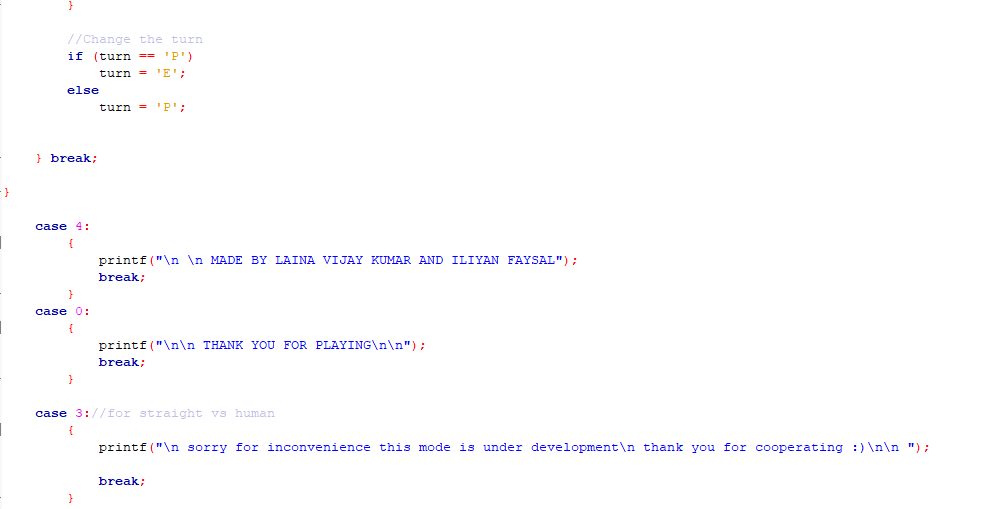 }
//Change the turn
if (turn == 'P')
turn = 'E';
else
turn = 'P';
} break;
}
case 4:
{
printf("\n \n MADE BY LAINA VIJAY KUMAR AND ILIYAN FAYSAL");
break;
}
case 0:
{
printf("\n\n THANK YOU FOR PLAYING\n\n");
break;
}
case 3://for straight vs human
{
printf("\n sorry for inconvenience this mode is under development\n thank you for cooperating :)\n\n ");
break;
}